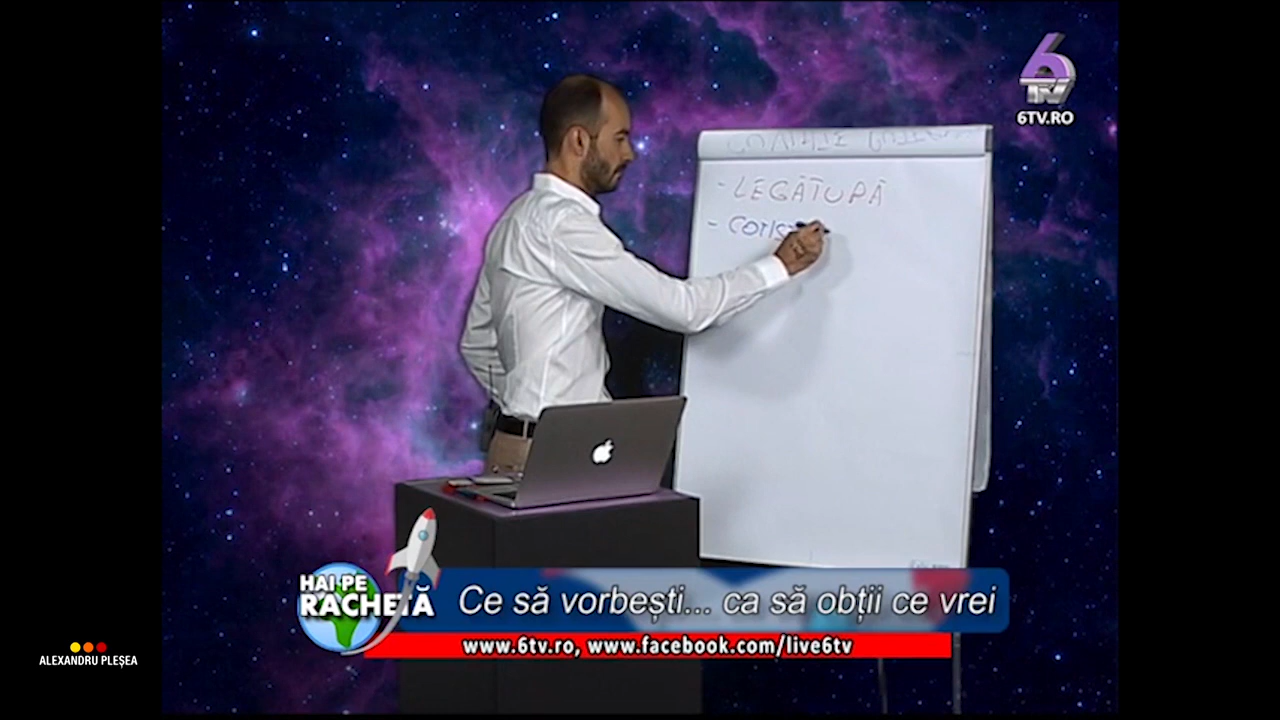 6TV
6TV.RO
- LEGĂTURĂ
-
HAI PE
RACHETĂ
Ce să vorbești... ca să obții ce vrei
www.6tv.ro, www.facebook.com/live6tv
ALEXANDRU PLEȘEA